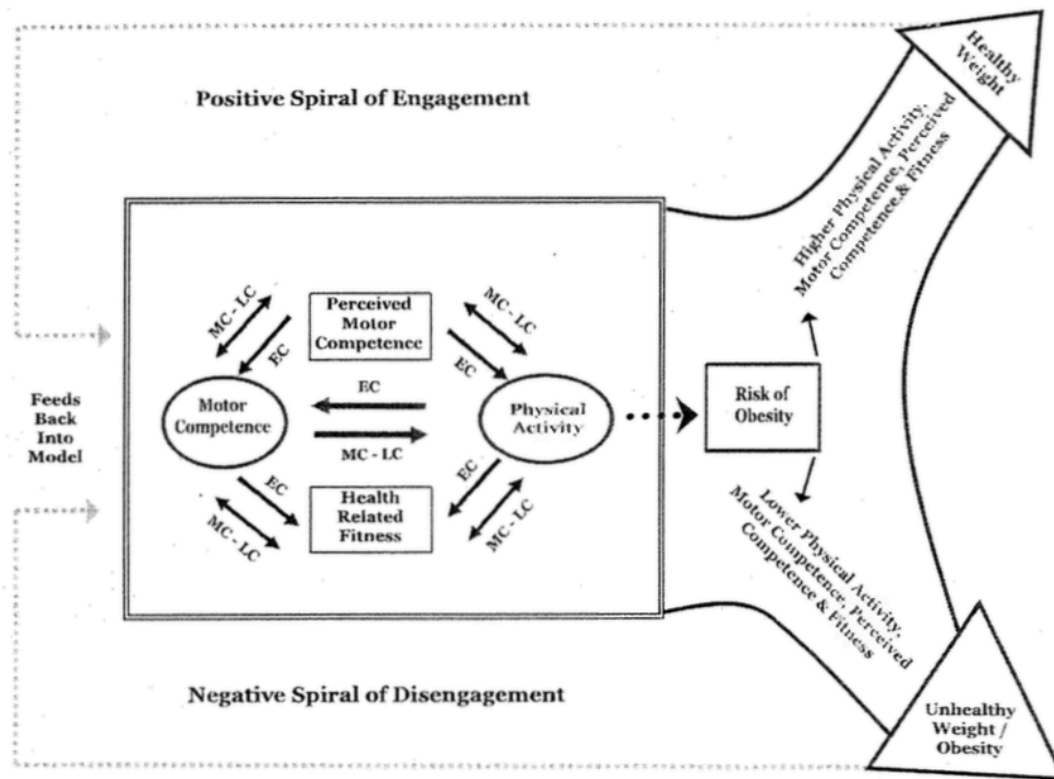 Healthy
Weight
Positive Spiral of Engagement
Higher Physical Activity,
Motor Competence, Perceived
Competence,& Fitness
MC - LC
EC
Perceived
Motor
Competence
MC - LC
EC
Feeds
Back
Into
Model
Motor
Competence
EC
MC - LC
Physical
Activity
Risk of
Obesity
EC
MC - LC
Health
Related
Fitness
EC
MC - LC
Lower Physical Activity,
Motor Competence, Perceived
Competence & Fitness
Negative Spiral of Disengagement
Unhealthy
Weight /
Obesity